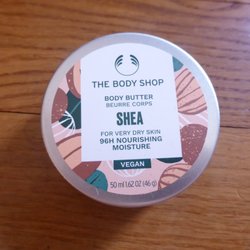 THE BODY SHOP
BODY BUTTER
BEURRE CORPS
SHEA
FOR VERY DRY SKIN
96H NOURISHING
MOISTURE
VEGAN
50 ml 1.62 OZ (46 g)